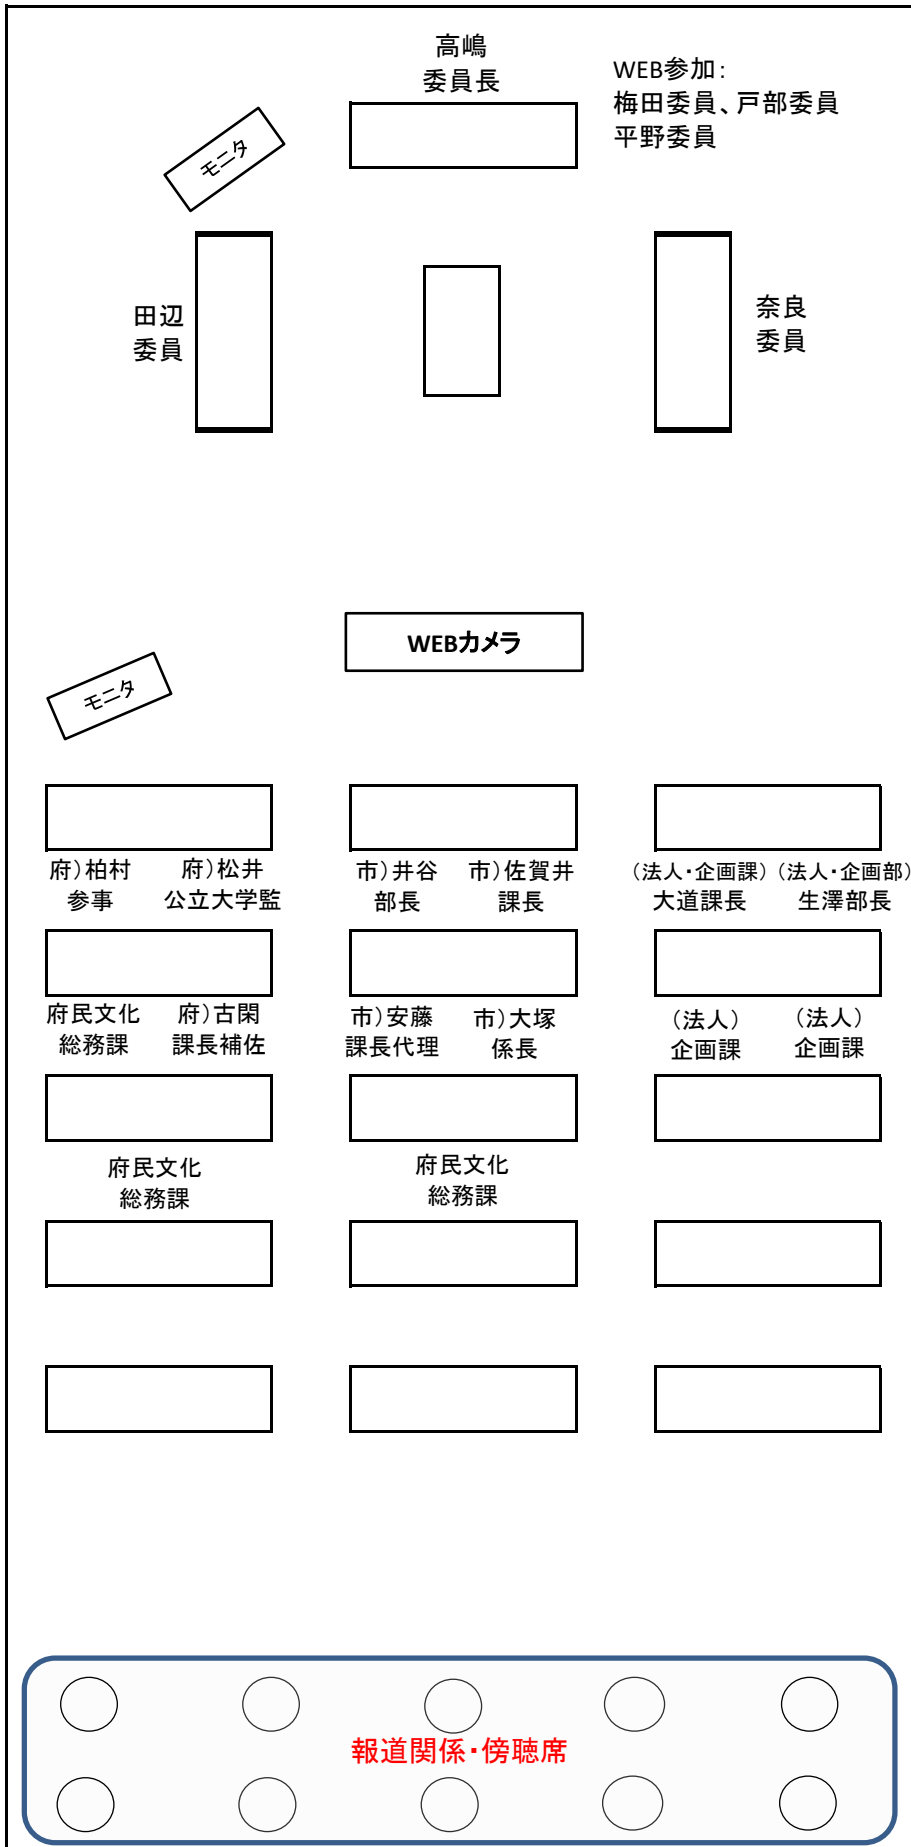 高嶋
委員長
WEB参加：
梅田委員、戸部委員
平野委員
モニタ
田辺
委員
奈良
委員
WEBカメラ
モニタ
府）柏村
参事
府）松井
公立大学監
市）井谷
部長
市）佐賀井
課長
（法人・企画課）
大道課長
（法人・企画部）
生澤部長
府民文化
総務課
府）古閑
課長補佐
市）安藤
課長代理
市）大塚
係長
（法人）
企画課
（法人）
企画課
府民文化
総務課
府民文化
総務課
報道関係・傍聴席